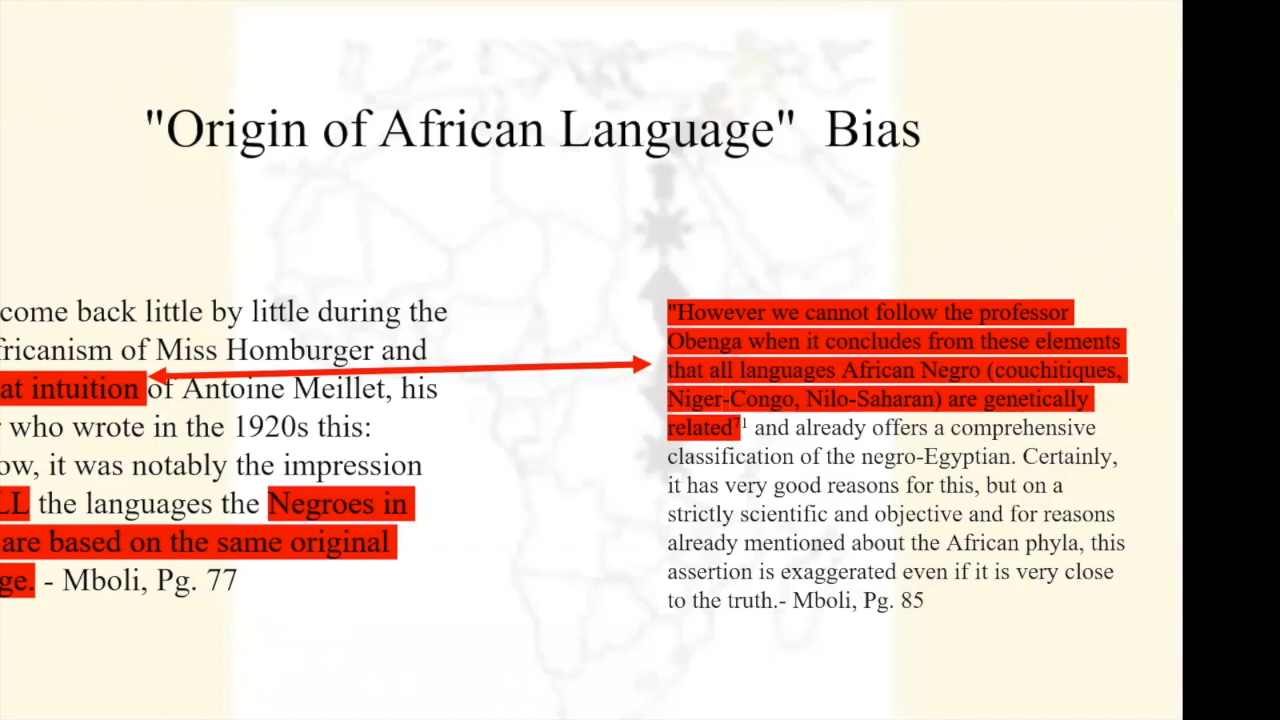 "Origin of African Language" Bias
come back little by little during the
fricanism of Miss Homburger and
at intuition of Antoine Meillet, his
who wrote in the 1920s this:
ow, it was notably the impression
LL the languages the Negroes in
are based on the same original
ge. - Mboli, Pg. 77
"However we cannot follow the professor
Obenga when it concludes from these elements
that all languages African Negro (couchitiques,
Niger-Congo, Nilo-Saharan) are genetically
related⁷¹ and already offers a comprehensive
classification of the negro-Egyptian. Certainly,
it has very good reasons for this, but on a
strictly scientific and objective and for reasons
already mentioned about the African phyla, this
assertion is exaggerated even if it is very close
to the truth.- Mboli, Pg. 85